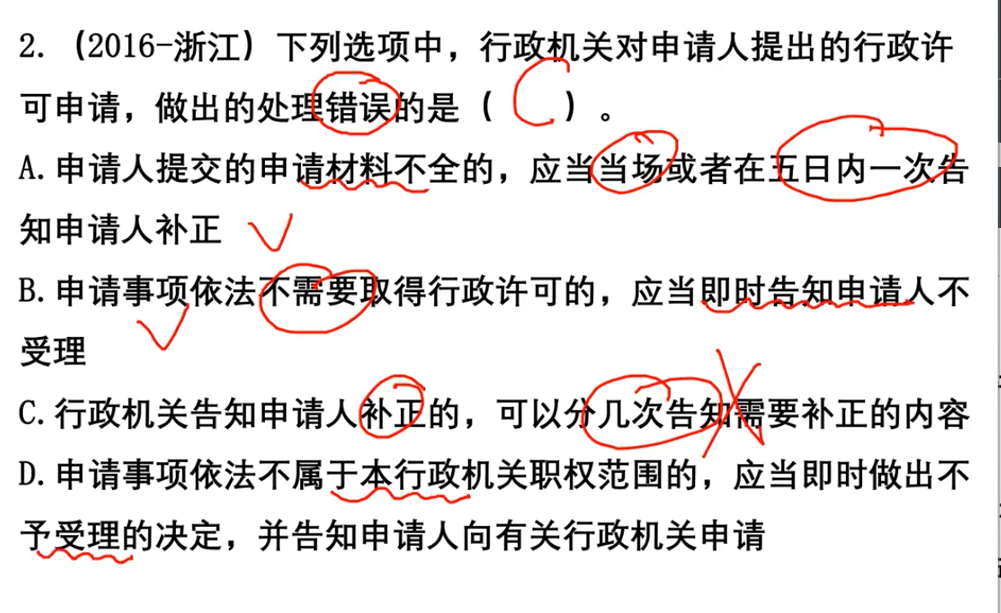 2.（2016-浙江）下列选项中，行政机关对申请人提出的行政许
可申请，做出的处理错误的是（ C ）。
A.申请人提交的申请材料不全的，应当当场或者在五日内一次告
知申请人补正
B.申请事项依法不需要取得行政许可的，应当即时告知申请人不
受理
C.行政机关告知申请人补正的，可以分几次告知需要补正的内容
D.申请事项依法不属于本行政机关职权范围的，应当即时做出不
予受理的决定，并告知申请人向有关行政机关申请